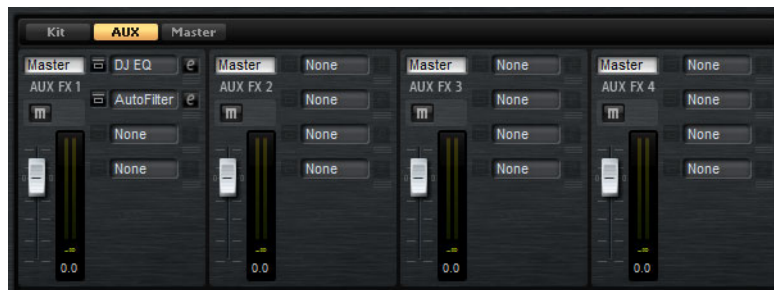 Kit AUX Master
Master DJ EQ e Master None Master None Master None
AUX FX 1 AUX FX 2 AUX FX 3 AUX FX 4
AutoFilter e None None None
m m m m
None None None None
None None None None
-∞ -∞ -∞ -∞
0.0 0.0 0.0 0.0